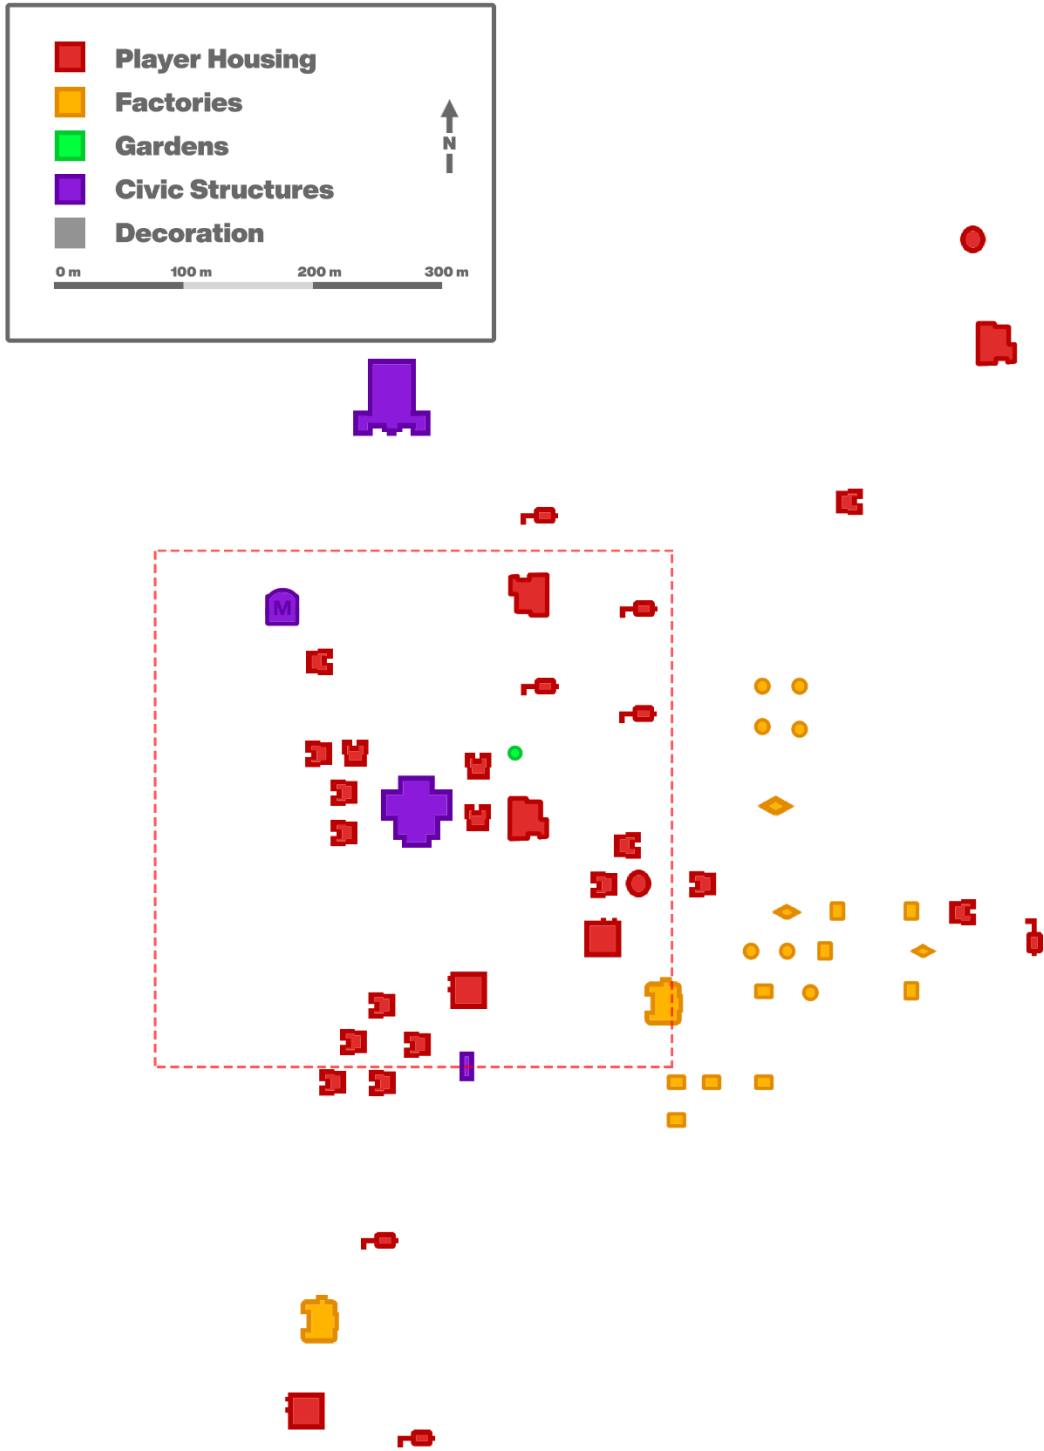 Player Housing
Factories
Gardens
Civic Structures
Decoration
N
0 m 100 m 200 m 300 m
M